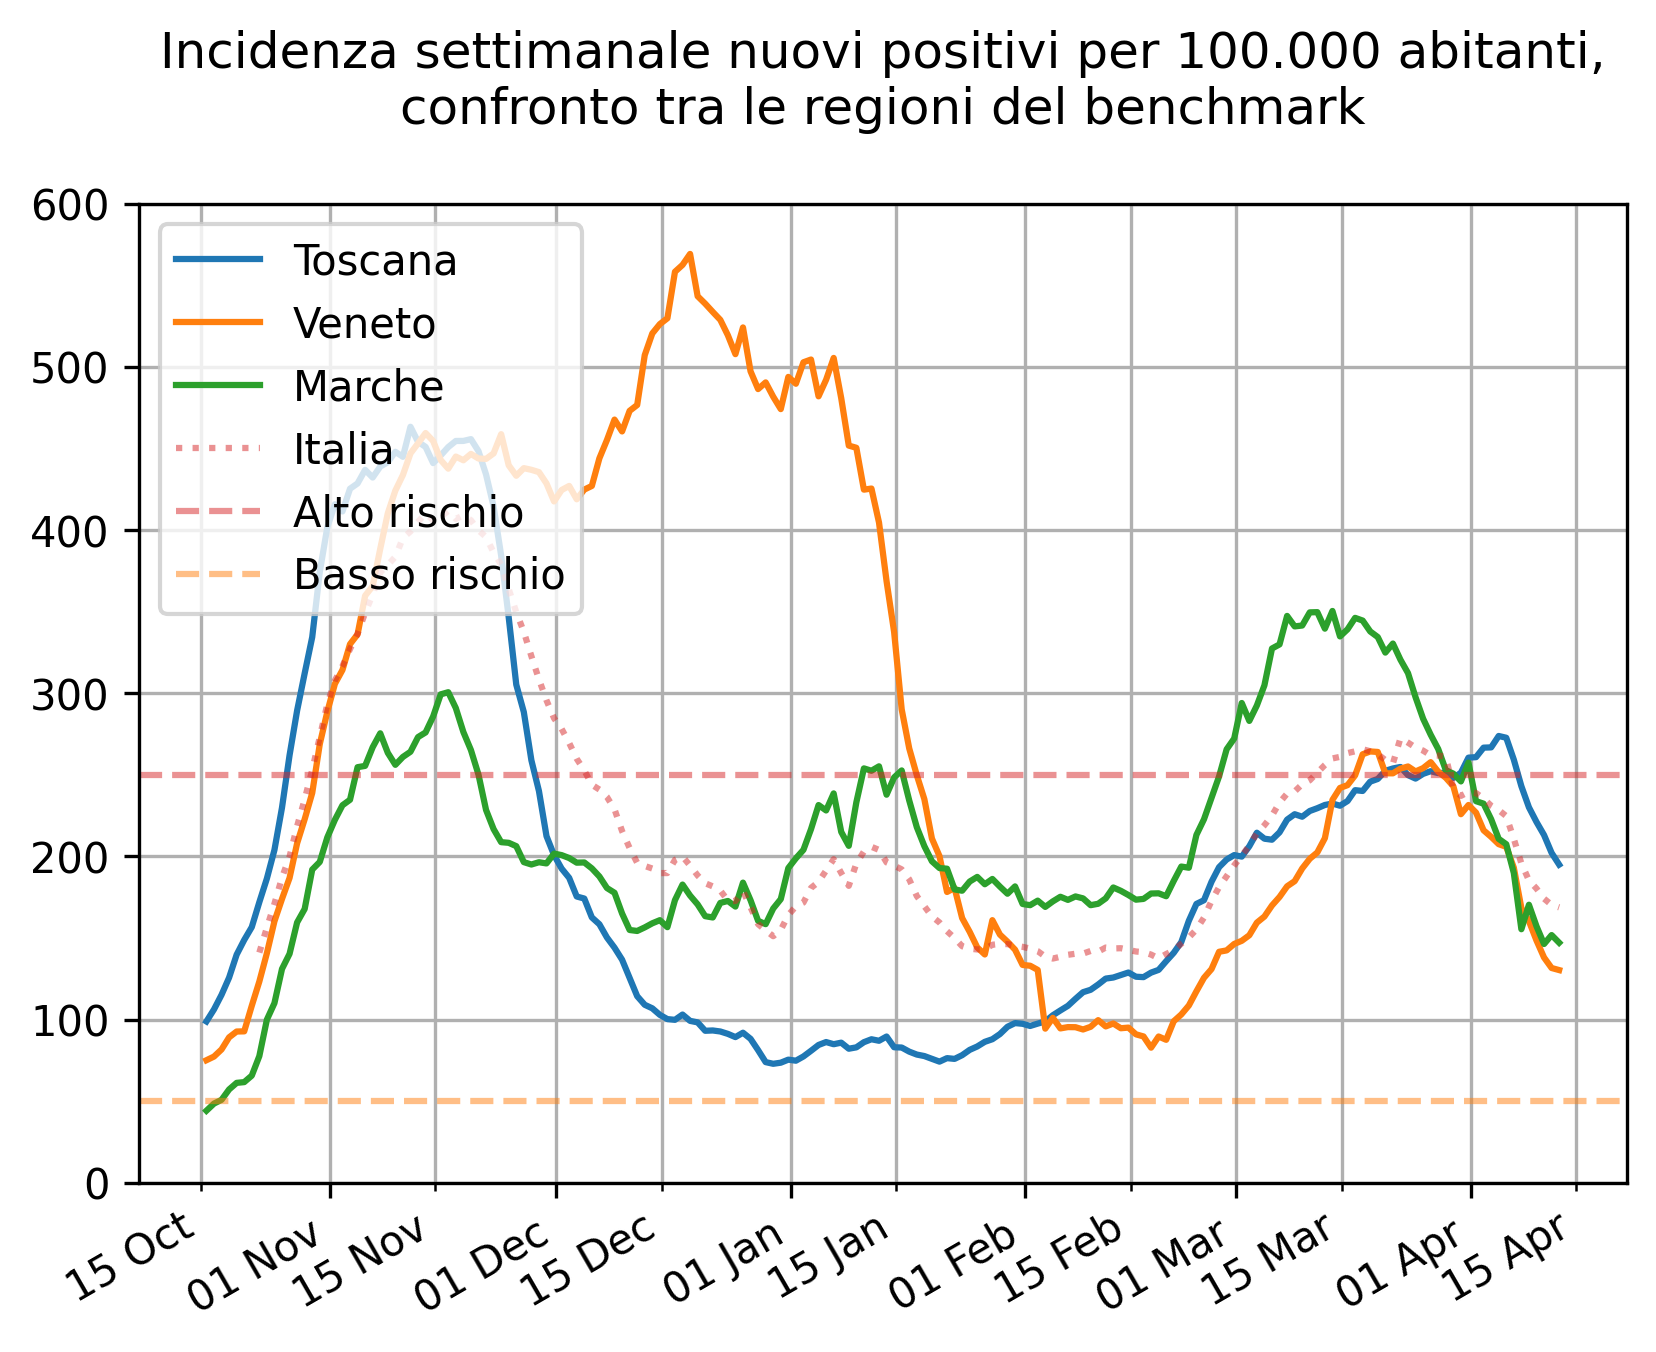 Incidenza settimanale nuovi positivi per 100.000 abitanti,
confronto tra le regioni del benchmark
600
500
400
300
200
100
0
Toscana
Veneto
Marche
Italia
Alto rischio
Basso rischio
15 Oct
01 Nov
15 Nov
01 Dec
15 Dec
01 Jan
15 Jan
01 Feb
15 Feb
01 Mar
15 Mar
01 Apr
15 Apr